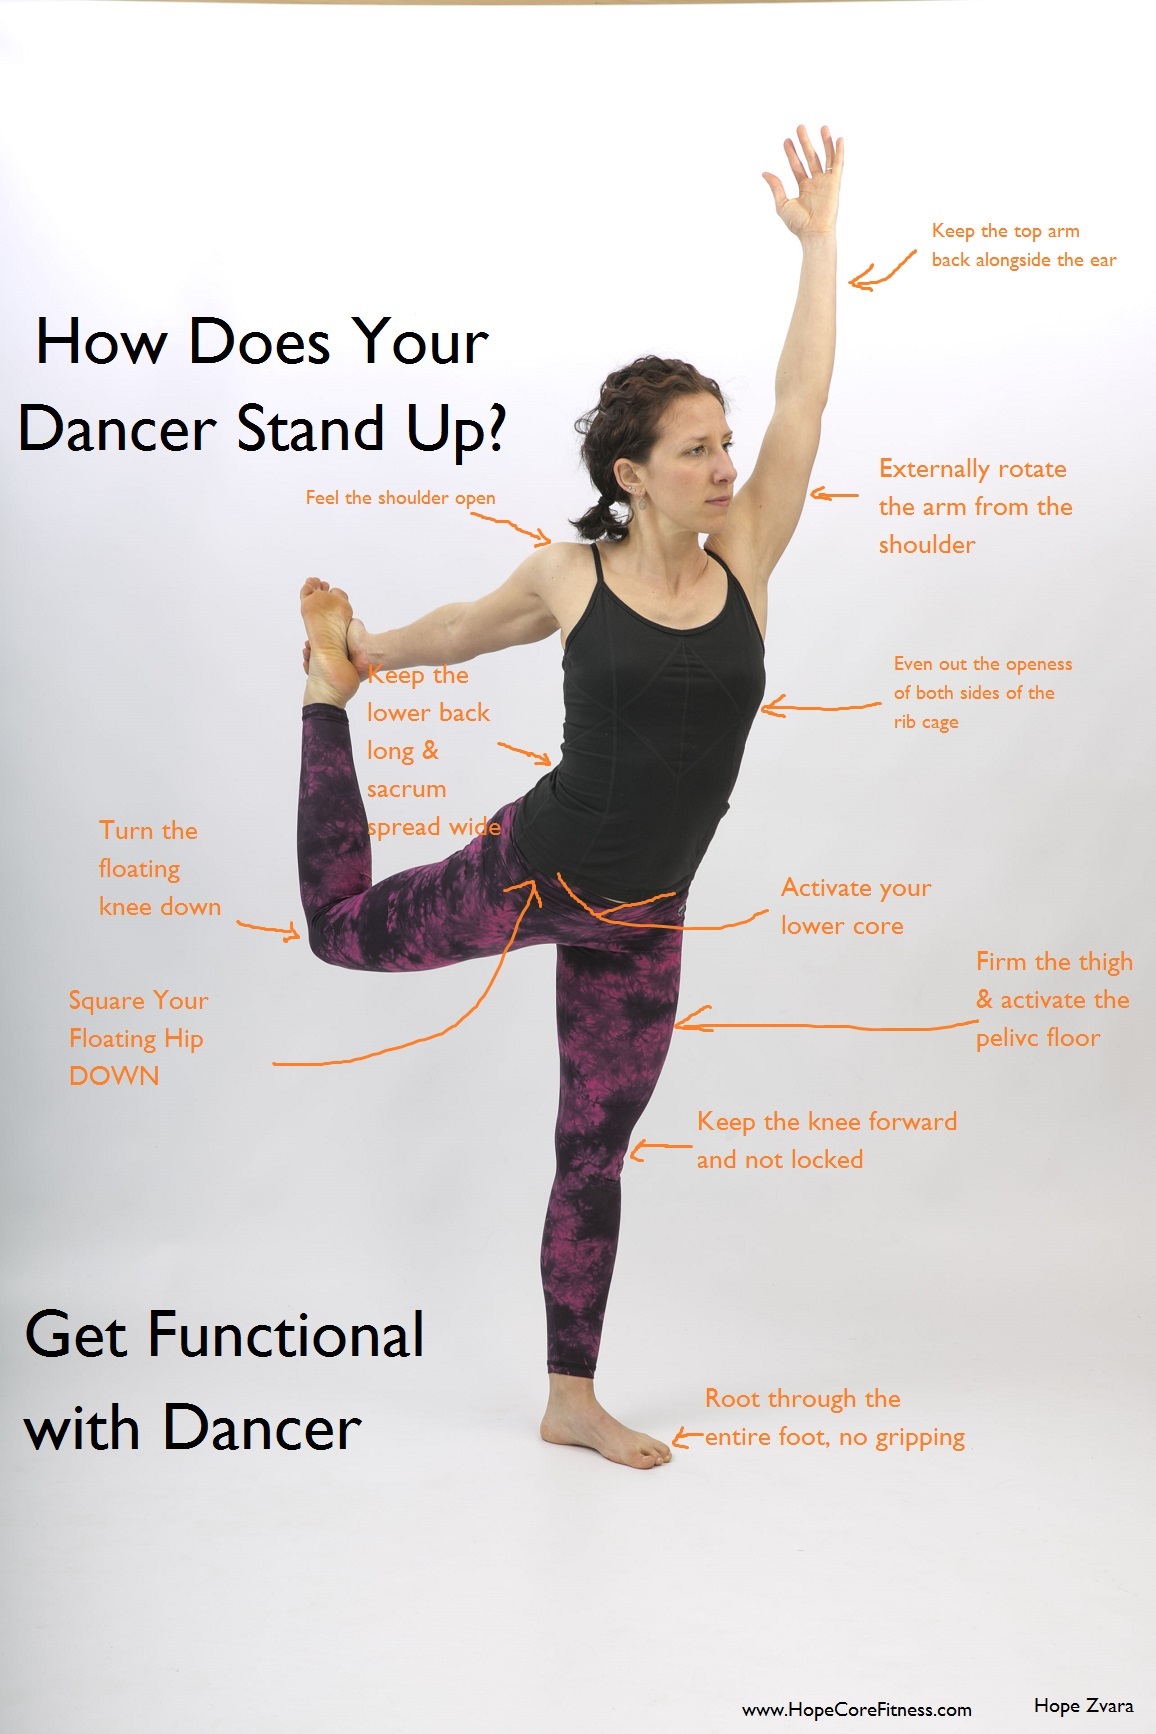 How Does Your
Dancer Stand Up?
Keep the top arm
back alongside the ear
Feel the shoulder open
Externally rotate
the arm from the
shoulder
Keep the
lower back
long &
sacrum
spread wide
Even out the openess
of both sides of the
rib cage
Turn the
floating
knee down
Activate your
lower core
Square Your
Floating Hip
DOWN
Firm the thigh
& activate the
pelivc floor
Keep the knee forward
and not locked
Get Functional
with Dancer
Root through the
entire foot, no gripping
www.HopeCoreFitness.com
Hope Zvara